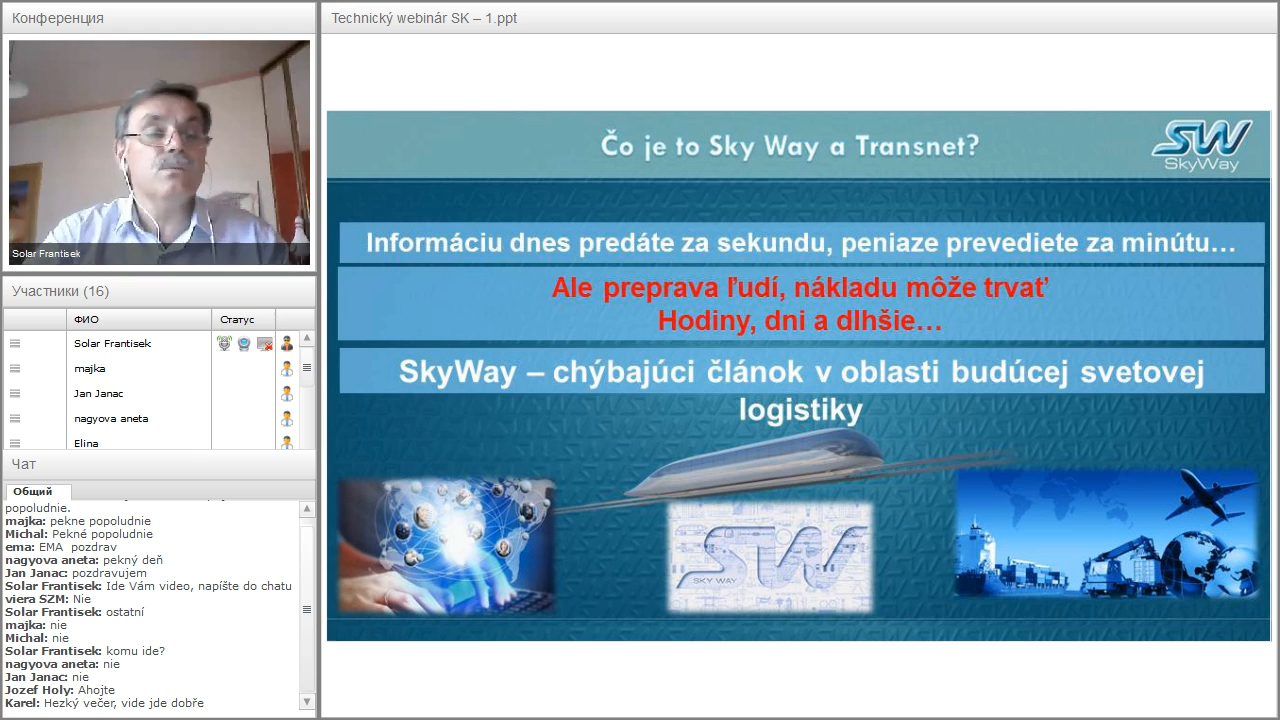 Конференция
Solar Frantisek
Участники (16)
ФИО Статус
Solar Frantisek
majka
Jan Janac
nagyova aneta
Elina
Чат
Общий
popoludnie.
majka: pekne popoludnie
Michal: Pekné popoludnie
ema: EMA pozdrav
nagyova aneta: pekný deň
Jan Janac: pozdravujem
Solar Frantisek: Ide Vám video, napíšte do chatu
viera SZM: Nie
Solar Frantisek: ostatní
majka: nie
Michal: nie
Solar Frantisek: komu ide?
nagyova aneta: nie
Jan Janac: nie
Jozef Holy: Ahojte
Karel: Hezký večer, vide jde dobře
Technický webinár SK – 1.ppt
Čo je to Sky Way a Transnet?
SW
SkyWay
Informáciu dnes predáte za sekundu, peniaze prevediete za minútu…
Ale preprava ľudí, nákladu môže trvať
Hodiny, dni a dlhšie…
SkyWay – chýbajúci článok v oblasti budúcej svetovej
logistiky
SKY WAY